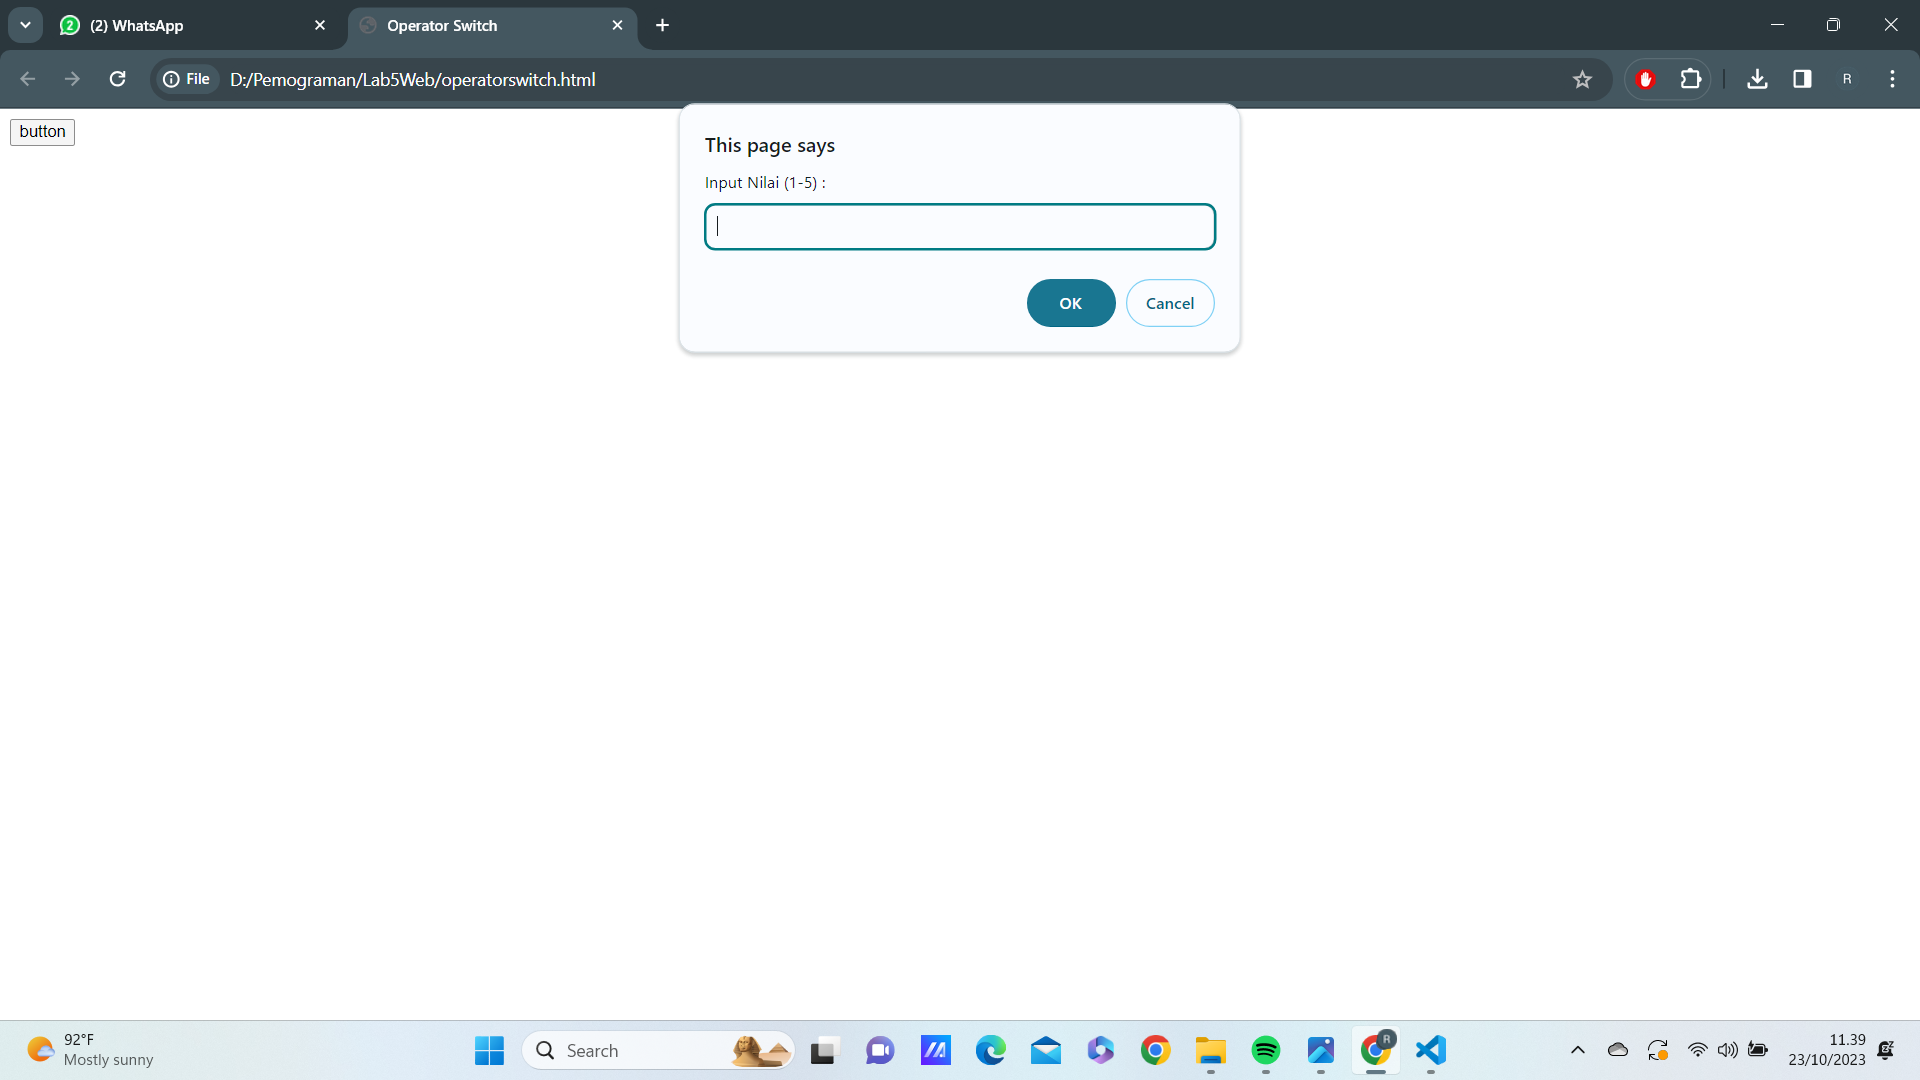 (2) WhatsApp
Operator Switch
File
D:/Pemograman/Lab5Web/operatorswitch.html
R
button
This page says
Input Nilai (1-5) :
OK
Cancel
92°F
Mostly sunny
Search
R
11.39
23/10/2023